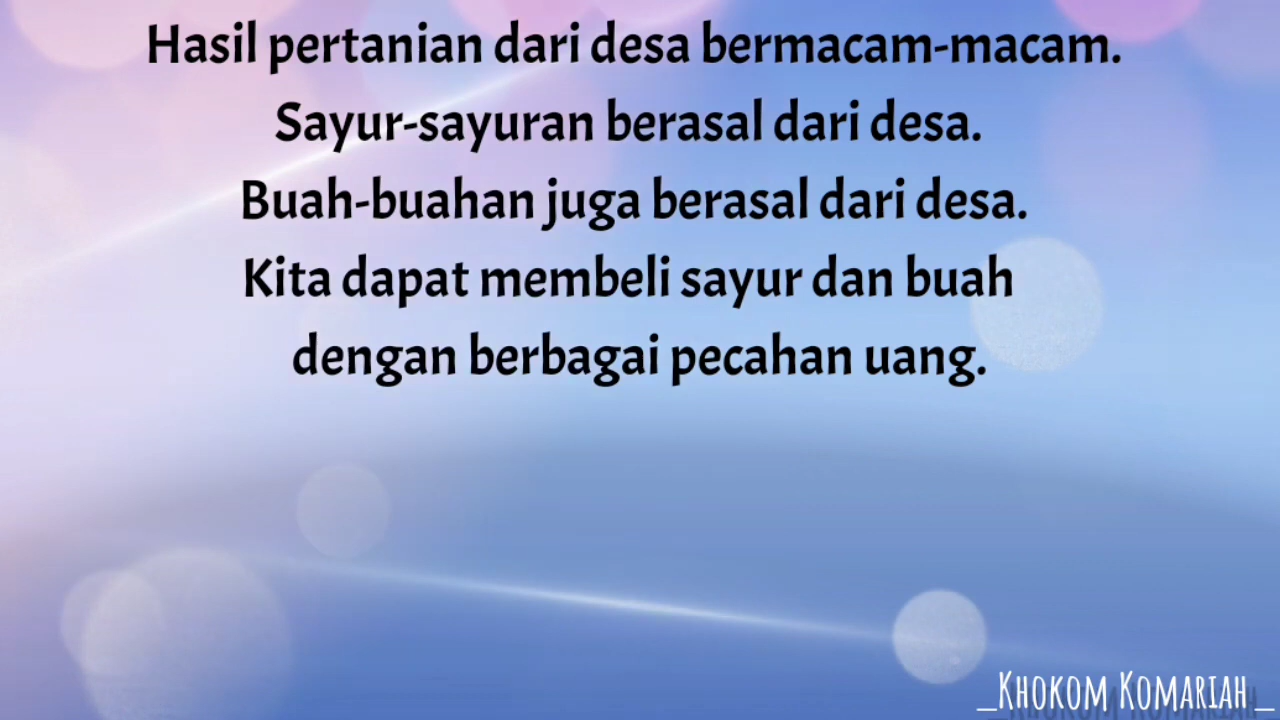 Hasil pertanian dari desa bermacam-macam.
Sayur-sayuran berasal dari desa.
Buah-buahan juga berasal dari desa.
Kita dapat membeli sayur dan buah
dengan berbagai pecahan uang.
_Khokom Komariah_